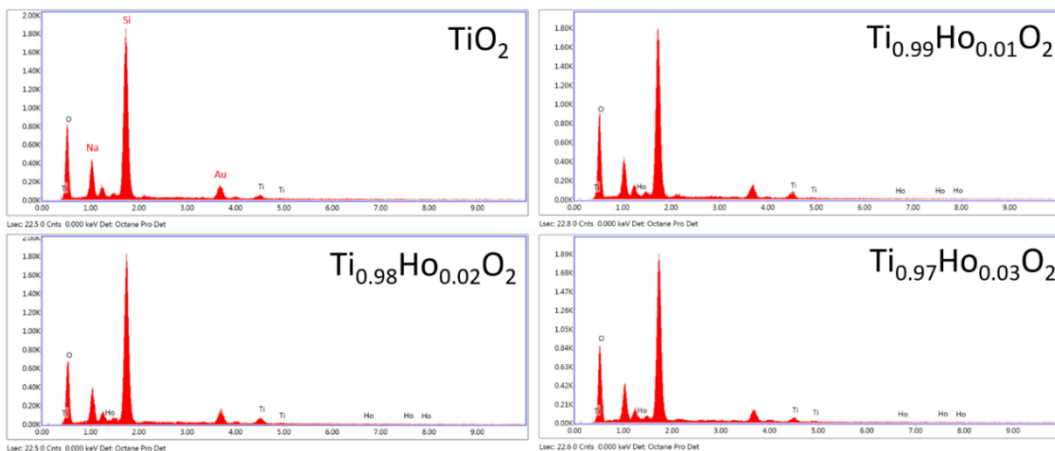 TiO2
2.00K
1.80K
1.60K
1.40K
1.20K
1.00K
0.80K
0.60K
0.40K
0.20K
0.00K
Si
O
Na
Au
Ti
Ti
Ti
0.00 1.00 2.00 3.00 4.00 5.00 6.00 7.00 8.00 9.00
Lsec: 22.5 0 Cnts 0.000 keV Det: Octane Pro Det
Ti0.99Ho0.01O2
1.80K
1.60K
1.40K
1.20K
1.00K
0.80K
0.60K
0.40K
0.20K
0.00K
O
Ti Ho Ti Ti Ho Ho Ho
0.00 1.00 2.00 3.00 4.00 5.00 6.00 7.00 8.00 9.00
Lsec: 22.8 0 Cnts 0.000 keV Det: Octane Pro Det
Ti0.98Ho0.02O2
2.00K
1.80K
1.60K
1.40K
1.20K
1.00K
0.80K
0.60K
0.40K
0.20K
0.00K
O
Ti Ho Ti Ti Ho Ho Ho
0.00 1.00 2.00 3.00 4.00 5.00 6.00 7.00 8.00 9.00
Lsec: 22.5 0 Cnts 0.000 keV Det: Octane Pro Det
Ti0.97Ho0.03O2
1.89K
1.68K
1.47K
1.26K
1.05K
0.84K
0.63K
0.42K
0.21K
0.00K
O
Ti Ho Ti Ti Ho Ho Ho
0.00 1.00 2.00 3.00 4.00 5.00 6.00 7.00 8.00 9.00
Lsec: 22.6 0 Cnts 0.000 keV Det: Octane Pro Det